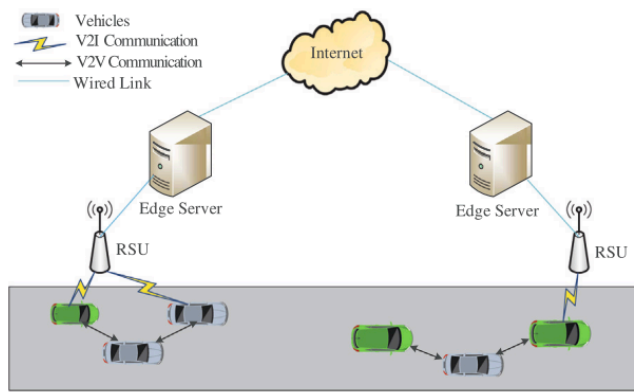 Vehicles
V2I Communication
V2V Communication
Wired Link
Internet
Edge Server
Edge Server
RSU
RSU